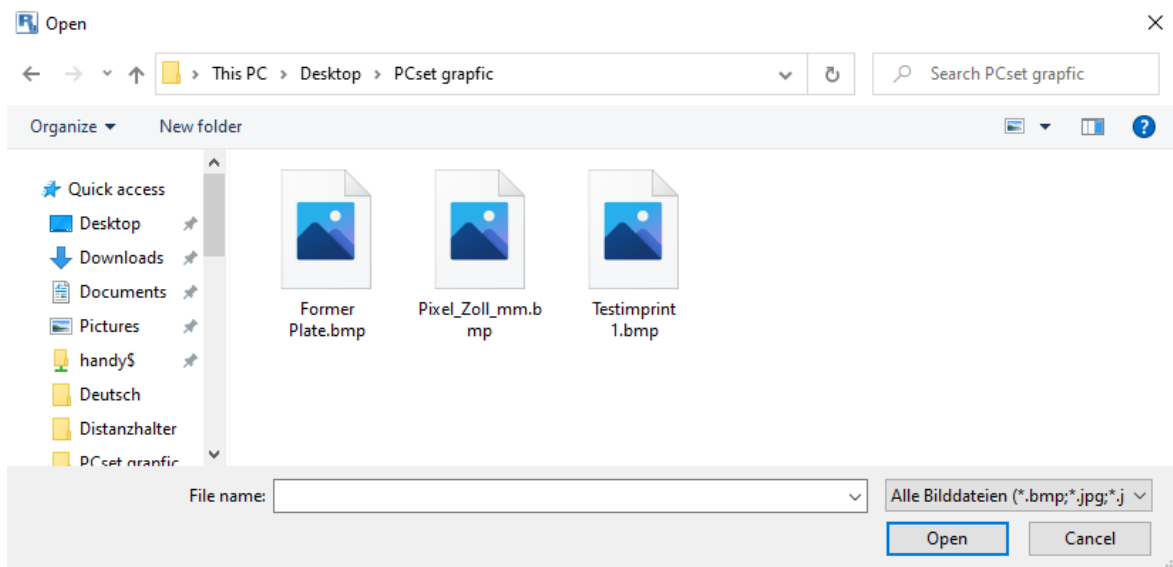 Open
This PC > Desktop > PCset grapfic
Search PCset grapfic
Organize
New folder
Quick access
Desktop
Downloads
Documents
Pictures
handy$
Deutsch
Distanzhalter
PCset grapfic
Former
Plate.bmp
Pixel_Zoll_mm.b
mp
Testimprint
1.bmp
File name:
Alle Bilddateien (*.bmp;*.jpg;*.j
Open
Cancel